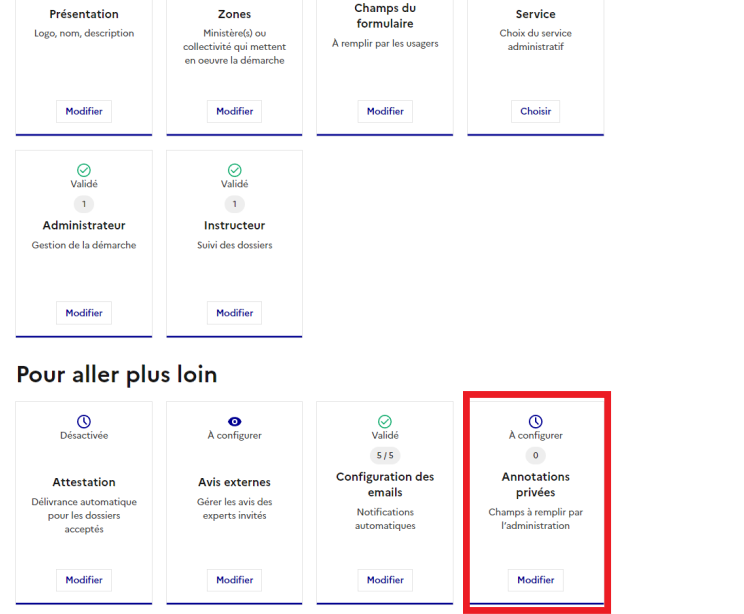 Présentation
Logo, nom, description
Modifier
Zones
Ministère(s) ou
collectivité qui mettent
en oeuvre la démarche
Modifier
Champs du
formulaire
À remplir par les usagers
Modifier
Service
Choix du service
administratif
Choisir
Validé
1
Administrateur
Gestion de la démarche
Modifier
Validé
1
Instructeur
Suivi des dossiers
Modifier
Pour aller plus loin
Désactivée
Attestation
Délivrance automatique
pour les dossiers
acceptés
Modifier
À configurer
Avis externes
Gérer les avis des
experts invités
Modifier
Validé
5 / 5
Configuration des
emails
Notifications
automatiques
Modifier
À configurer
0
Annotations
privées
Champs à remplir par
l'administration
Modifier